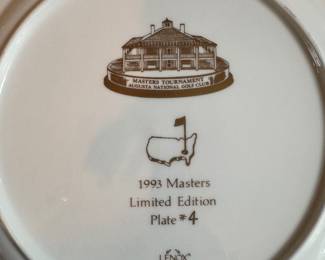 MASTERS TOURNAMENT
AUGUSTA NATIONAL GOLF CLUB
1993 Masters
Limited Edition
Plate #4
LENOX®